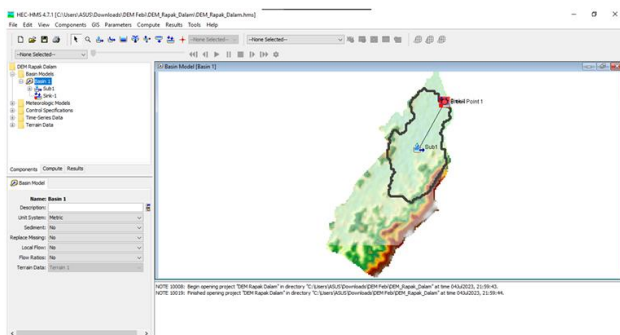 HEC-HMS 4.7.1 [C:\Users\ASUS\Downloads\DEM Febi\DEM_Rapak_Dalam\DEM_Rapak_Dalam.hms]
File Edit View Components GIS Parameters Compute Results Tools Help
--None Selected-- --None Selected--
--None Selected--
DEM Rapak Dalam
Basin Models
Basin 1
Sub1
Sink-1
Meteorologic Models
Control Specifications
Time-Series Data
Terrain Data
Components Compute Results
Basin Model
Name: Basin 1
Description:
Unit System: Metric
Sediment: No
Replace Missing: No
Local Flow: No
Flow Ratios: No
Terrain Data: Terrain 1
Basin Model [Basin 1]
Point 1
Sub1
NOTE 10008: Begin opening project "DEM Rapak Dalam" in directory "C:\Users\ASUS\Downloads\DEM Febi\DEM_Rapak_Dalam" at time 04Jul2023, 21:59:43.
NOTE 10019: Finished opening project "DEM Rapak Dalam" in directory "C:\Users\ASUS\Downloads\DEM Febi\DEM_Rapak_Dalam" at time 04Jul2023, 21:59:44.